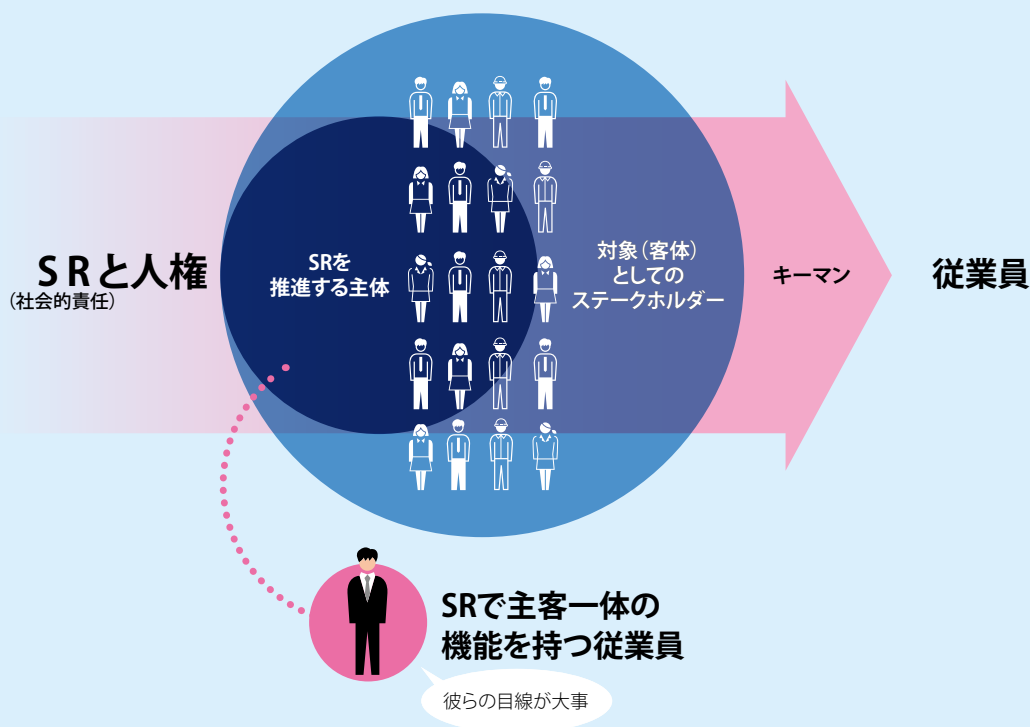 SRと人権
(社会的責任)
SRを
推進する主体
対象(客体)
としての
ステークホルダー
キーマン
従業員
SRで主客一体の
機能を持つ従業員
彼らの目線が大事